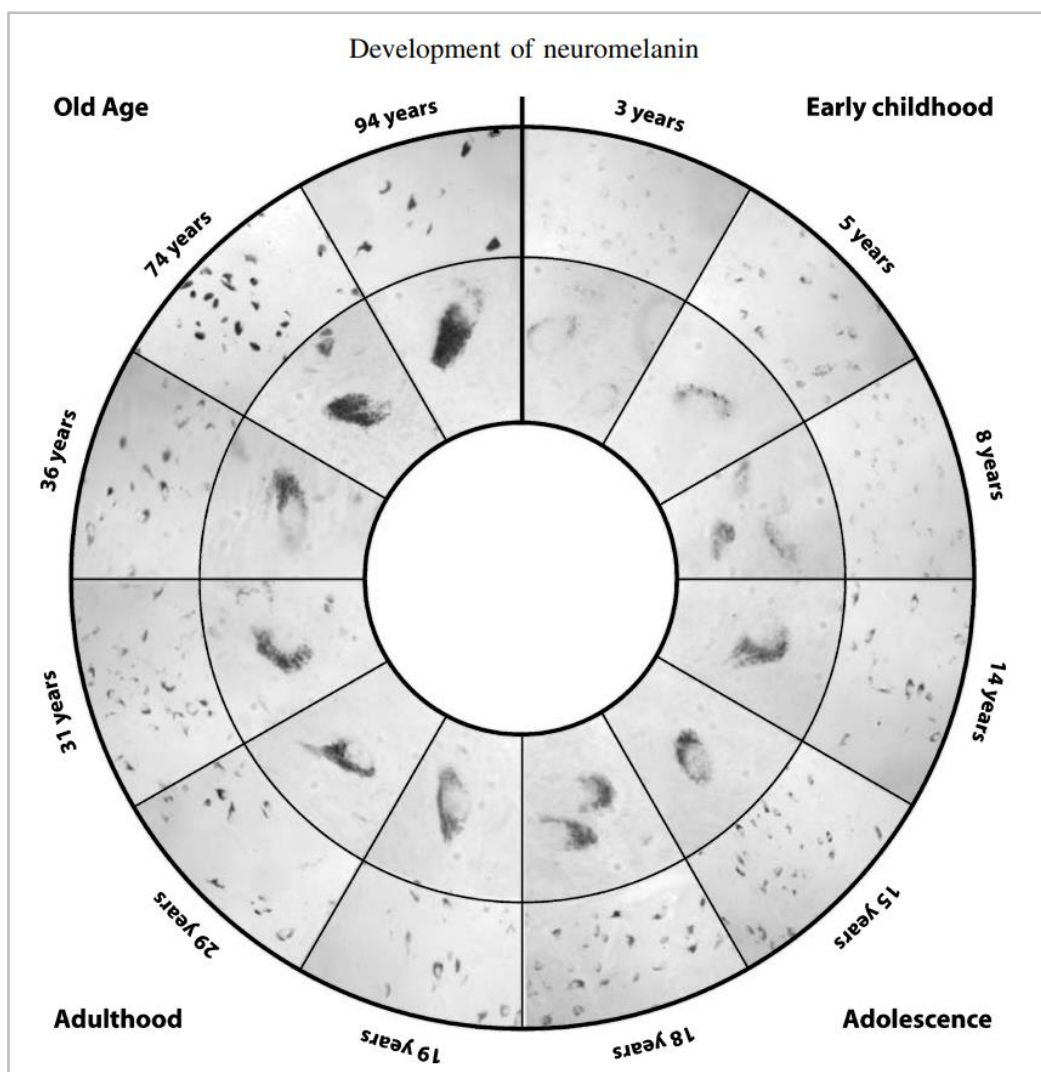 Development of neuromelanin
Old Age
Early childhood
94 years
3 years
5 years
8 years
14 years
15 years
18 years
19 years
29 years
31 years
36 years
74 years
Adulthood
Adolescence